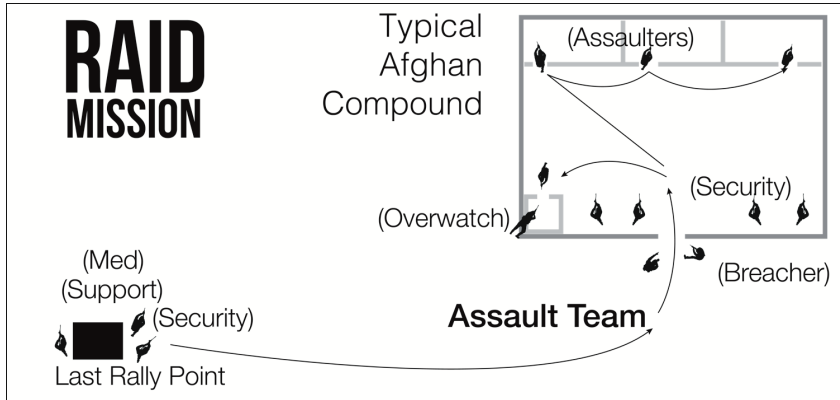 RAID
MISSION
Typical
Afghan
Compound
(Assaulters)
(Security)
(Overwatch)
(Breacher)
Assault Team
(Med)
(Support)
(Security)
Last Rally Point